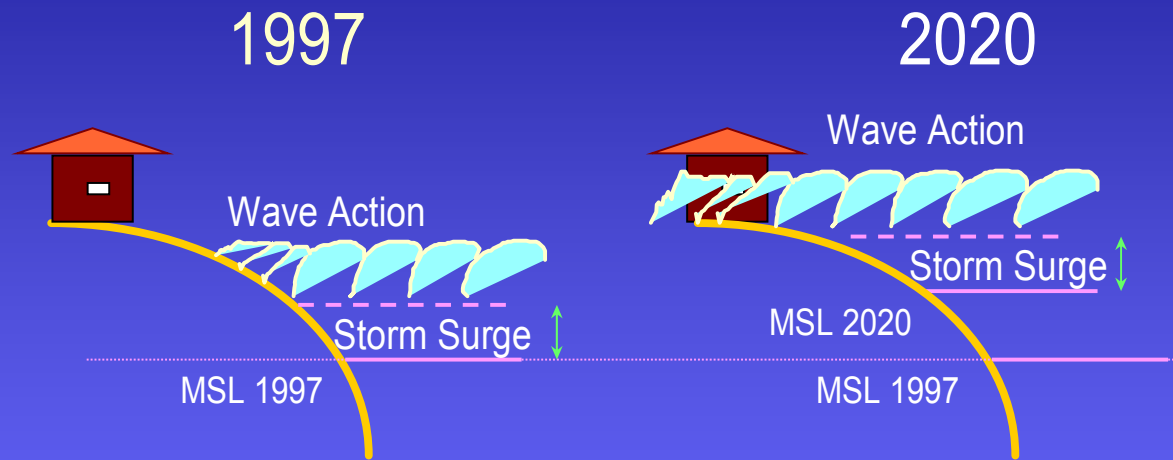 1997
2020
Wave Action
Wave Action
Storm Surge
Storm Surge
MSL 2020
MSL 1997
MSL 1997